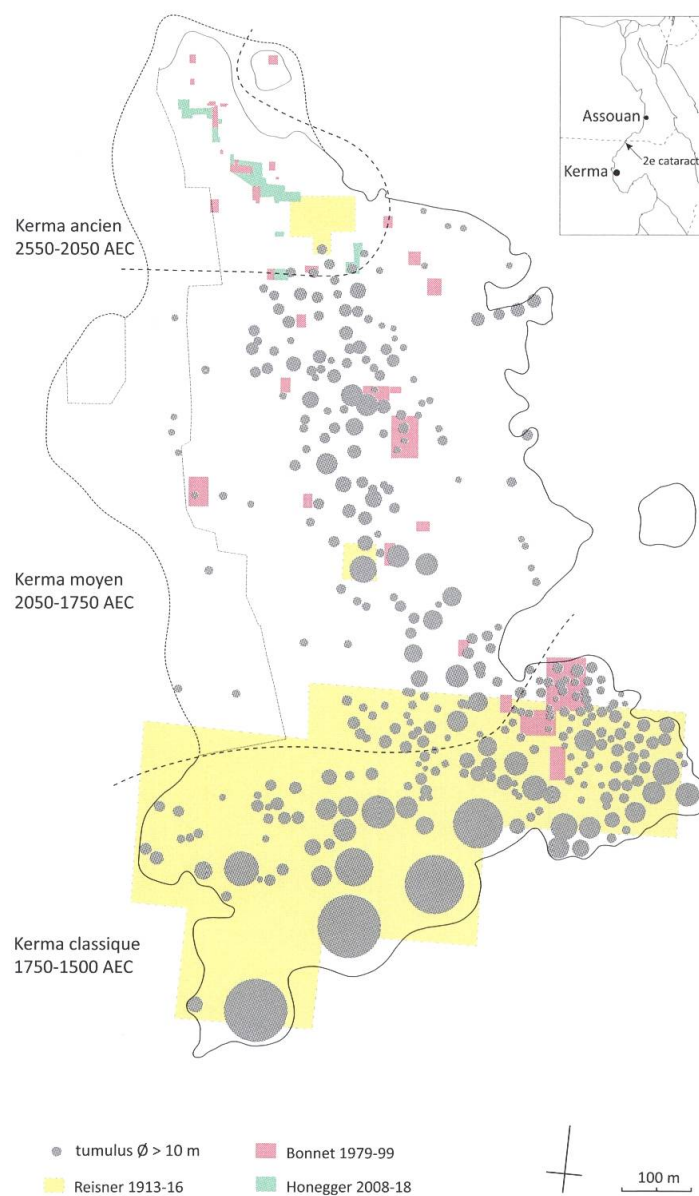 Assouan
2e cataract
Kerma
Kerma ancien
2550-2050 AEC
Kerma moyen
2050-1750 AEC
Kerma classique
1750-1500 AEC
tumulus Ø > 10 m
Bonnet 1979-99
Reisner 1913-16
Honegger 2008-18
100 m